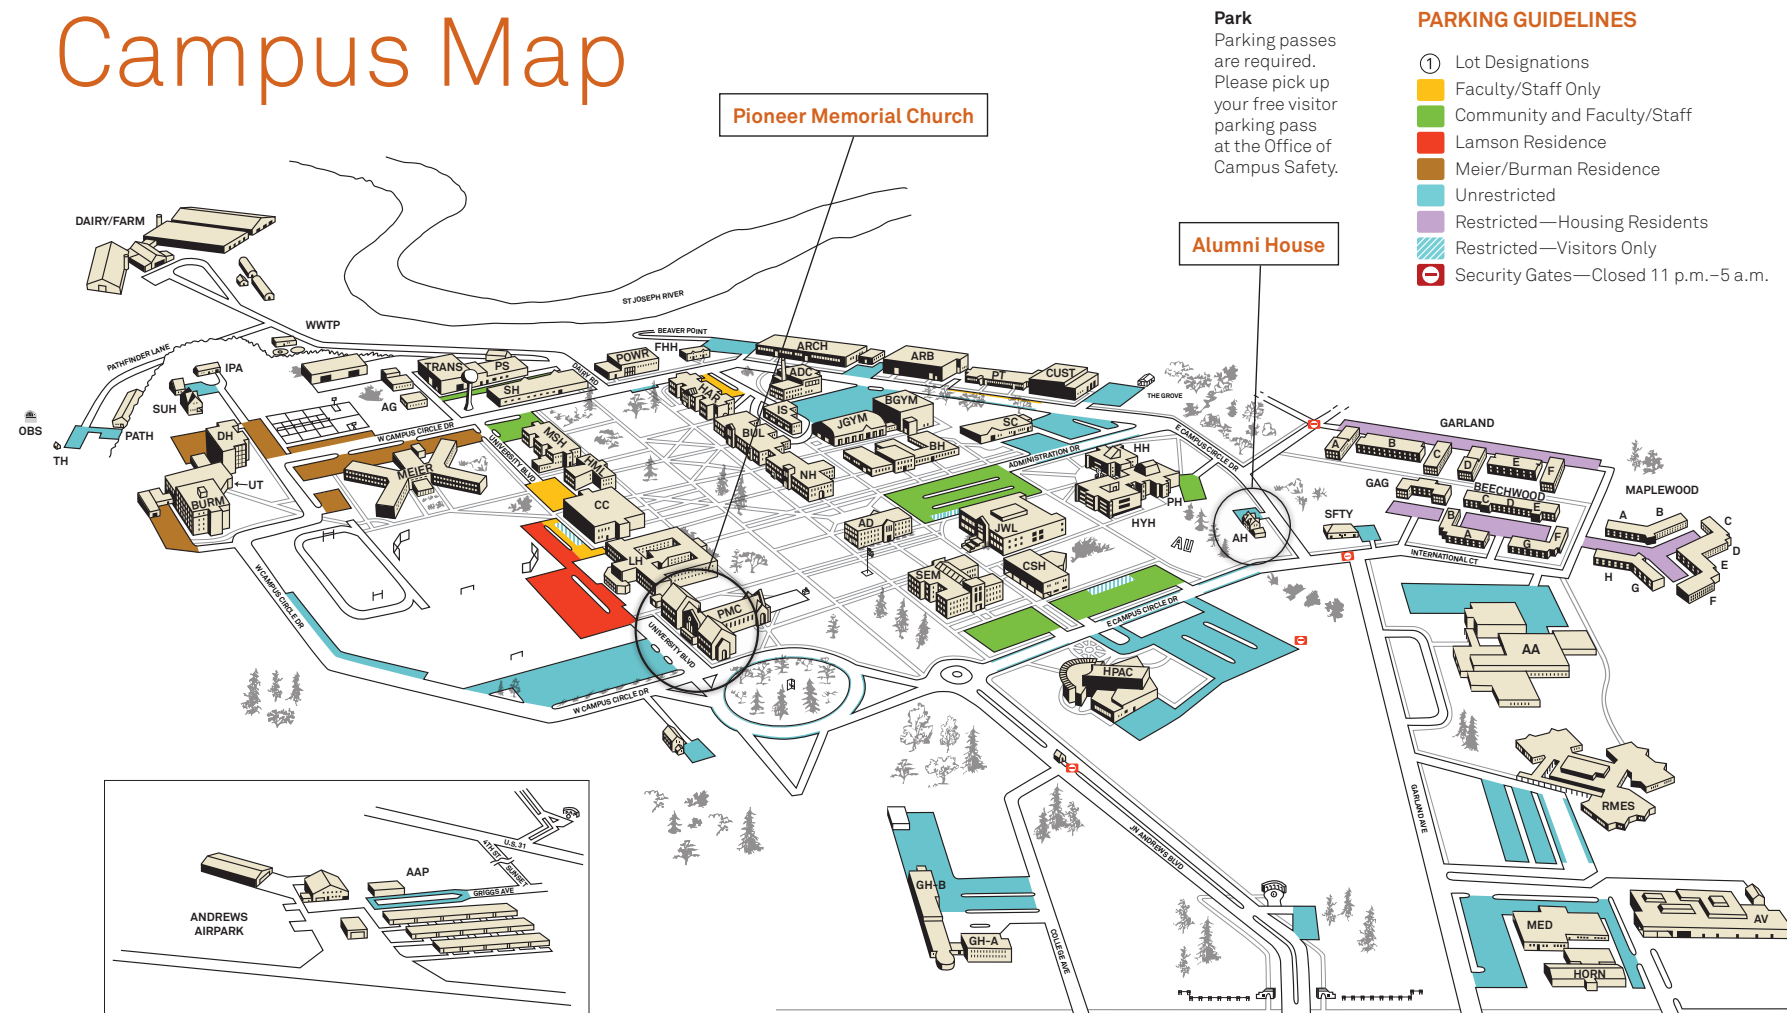 Campus Map
Park
Parking passes
are required.
Please pick up
your free visitor
parking pass
at the Office of
Campus Safety.
PARKING GUIDELINES
1 Lot Designations
Faculty/Staff Only
Community and Faculty/Staff
Lamson Residence
Meier/Burman Residence
Unrestricted
Restricted—Housing Residents
Restricted—Visitors Only
Security Gates—Closed 11 p.m.–5 a.m.
Pioneer Memorial Church
Alumni House
DAIRY/FARM
ST JOSEPH RIVER
WWTP
BEAVER POINT
PATHFINDER LANE
FHH
ARCH
POWR
ARB
IPA
TRANS
PS
DAIRY RD
ADC
PT
CUST
SH
HAR
THE GROVE
SUH
AG
IS
BGYM
OBS
PATH
W CAMPUS CIRCLE DR
JGYM
SC
GARLAND
TH
DH
UNIVERSITY BLVD
MSH
BUL
BH
E CAMPUS CIRCLE DR
A
B
C
D
E
F
ADMINISTRATION DR
HH
MEIER
HML
NH
UT
GAG
BEECHWOOD
MAPLEWOOD
BURM
CC
PH
C
D
E
AD
JWL
HYH
SFTY
B
A
B
C
AH
A
G
F
D
LH
CSH
INTERNATIONAL CT
E
SEM
H
G
F
W CAMPUS CIRCLE DR
PMC
E CAMPUS CIRCLE DR
UNIVERSITY BLVD
AA
HPAC
W CAMPUS CIRCLE DR
RMES
GARLAND AVE
JN ANDREWS BLVD
U.S. 31
4TH ST
SUNSET
AAP
GRIGGS AVE
ANDREWS
AIRPARK
GH-B
GH-A
COLLEGE AVE
MED
AV
HORN